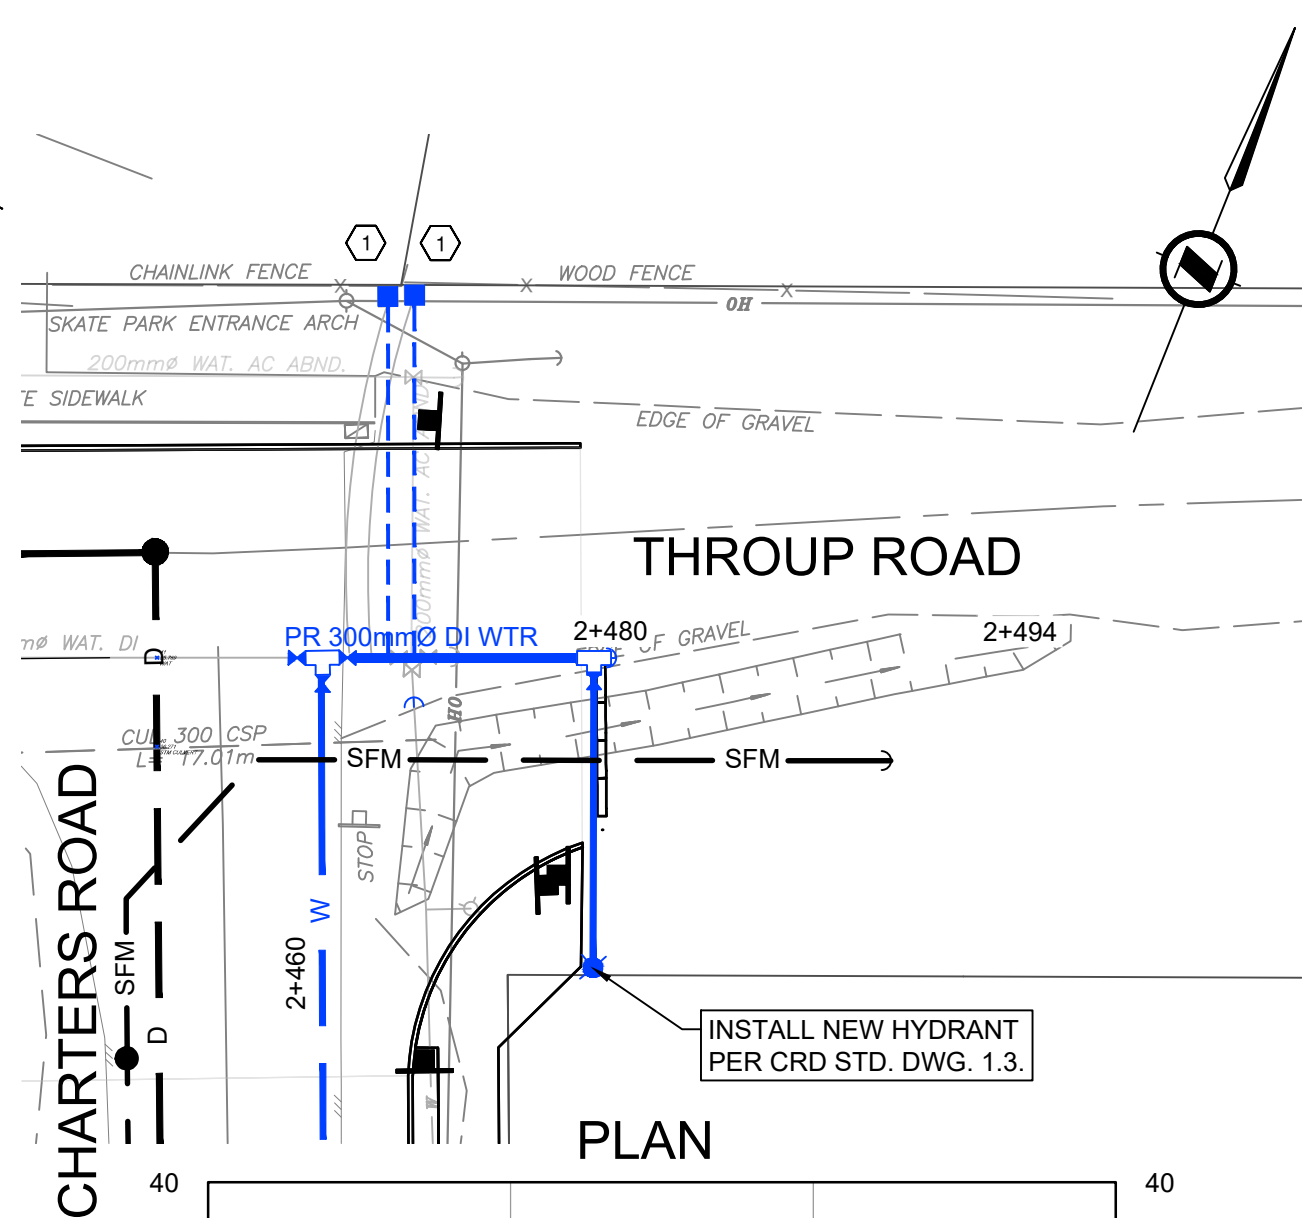 1
1
CHAINLINK FENCE
WOOD FENCE
OH
SKATE PARK ENTRANCE ARCH
200mmø WAT. AC ABND.
SIDEWALK
EDGE OF GRAVEL
THROUP ROAD
PR 300mmØ DI WTR
2+480
OF GRAVEL
2+494
mø WAT. DI
D
OH
CUL 300 CSP
L= 17.01m
SFM
SFM
STOP
CHARTERS ROAD
W
SFM
2+460
D
W
INSTALL NEW HYDRANT
PER CRD STD. DWG. 1.3.
PLAN
40
40